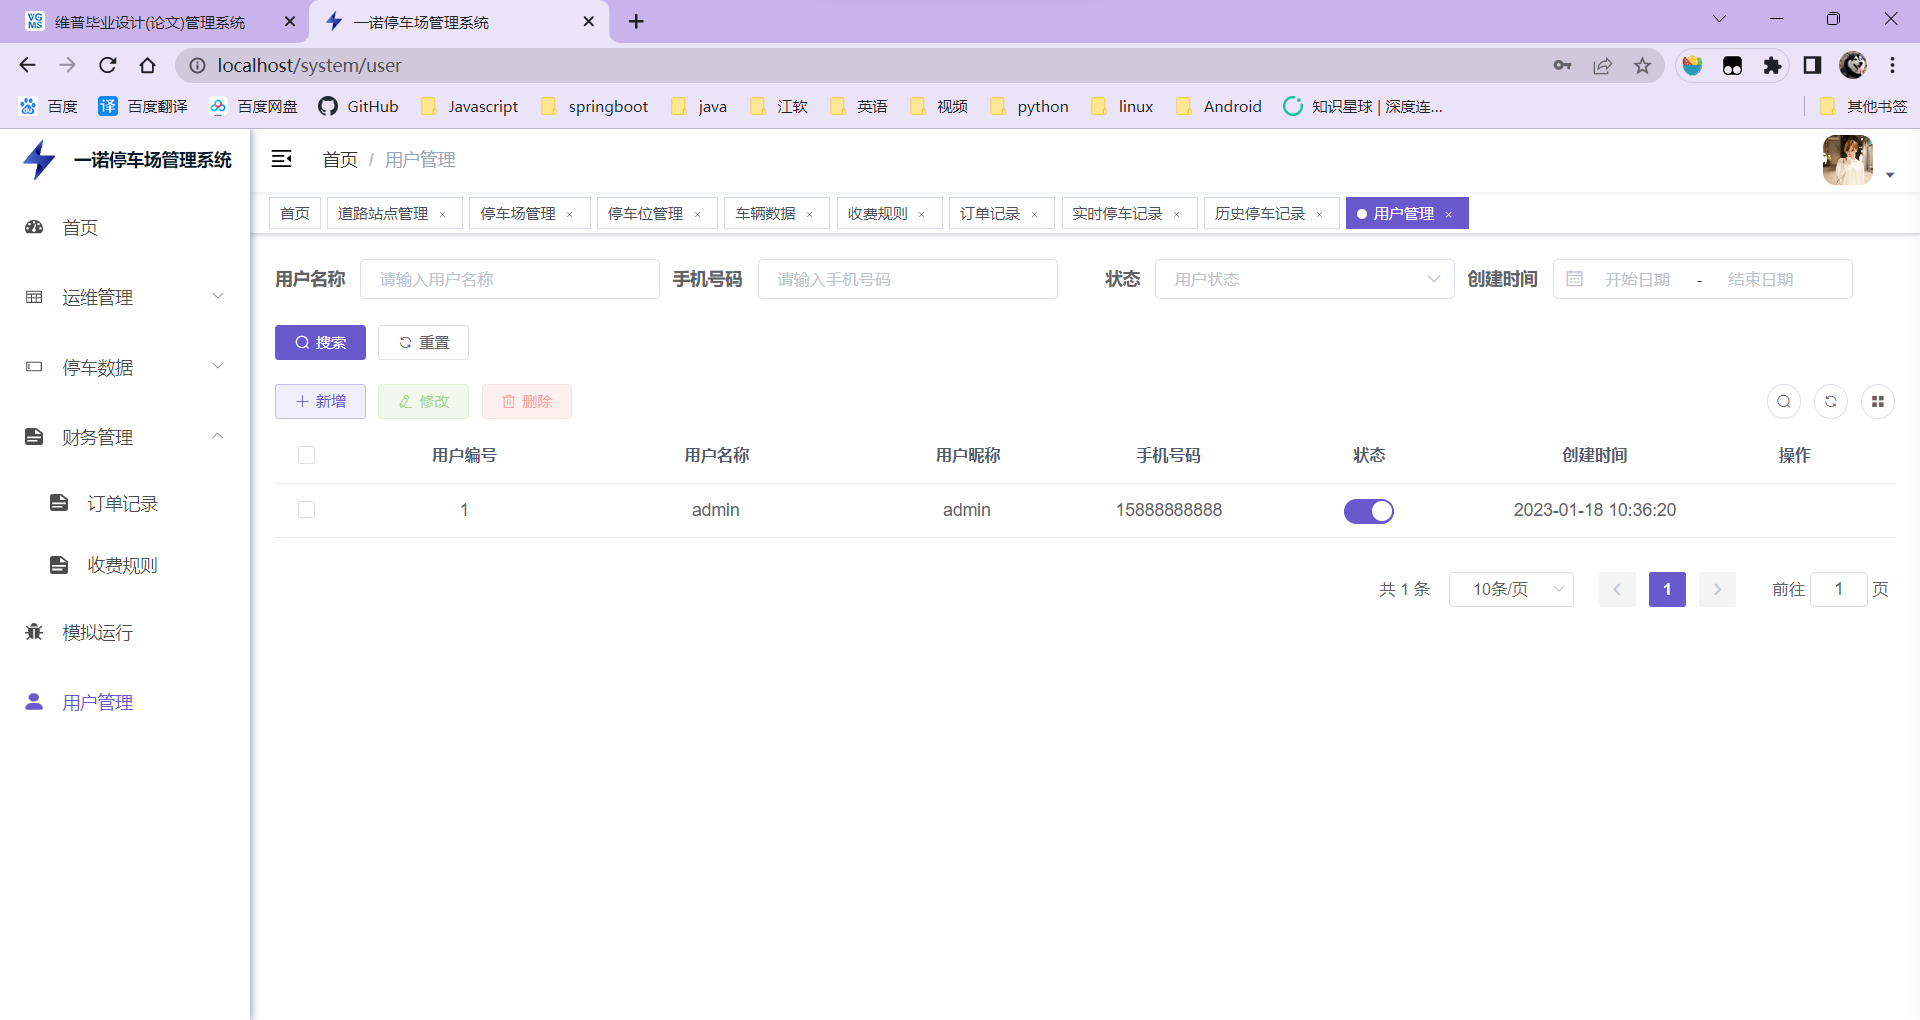 维普毕业设计(论文)管理系统
一诺停车场管理系统
localhost/system/user
百度
百度翻译
百度网盘
GitHub
Javascript
springboot
java
江软
英语
视频
python
linux
Android
知识星球 | 深度连...
其他书签
一诺停车场管理系统
首页 / 用户管理
首页
道路站点管理
停车场管理
停车位管理
车辆数据
收费规则
订单记录
实时停车记录
历史停车记录
用户管理
首页
运维管理
停车数据
财务管理
订单记录
收费规则
模拟运行
用户管理
用户名称 请输入用户名称
手机号码 请输入手机号码
状态 用户状态
创建时间 开始日期 - 结束日期
搜索
重置
新增
修改
删除
用户编号 用户名称 用户昵称 手机号码 状态 创建时间 操作
1 admin admin 15888888888 2023-01-18 10:36:20
共 1 条 10条/页 1 前往 1 页